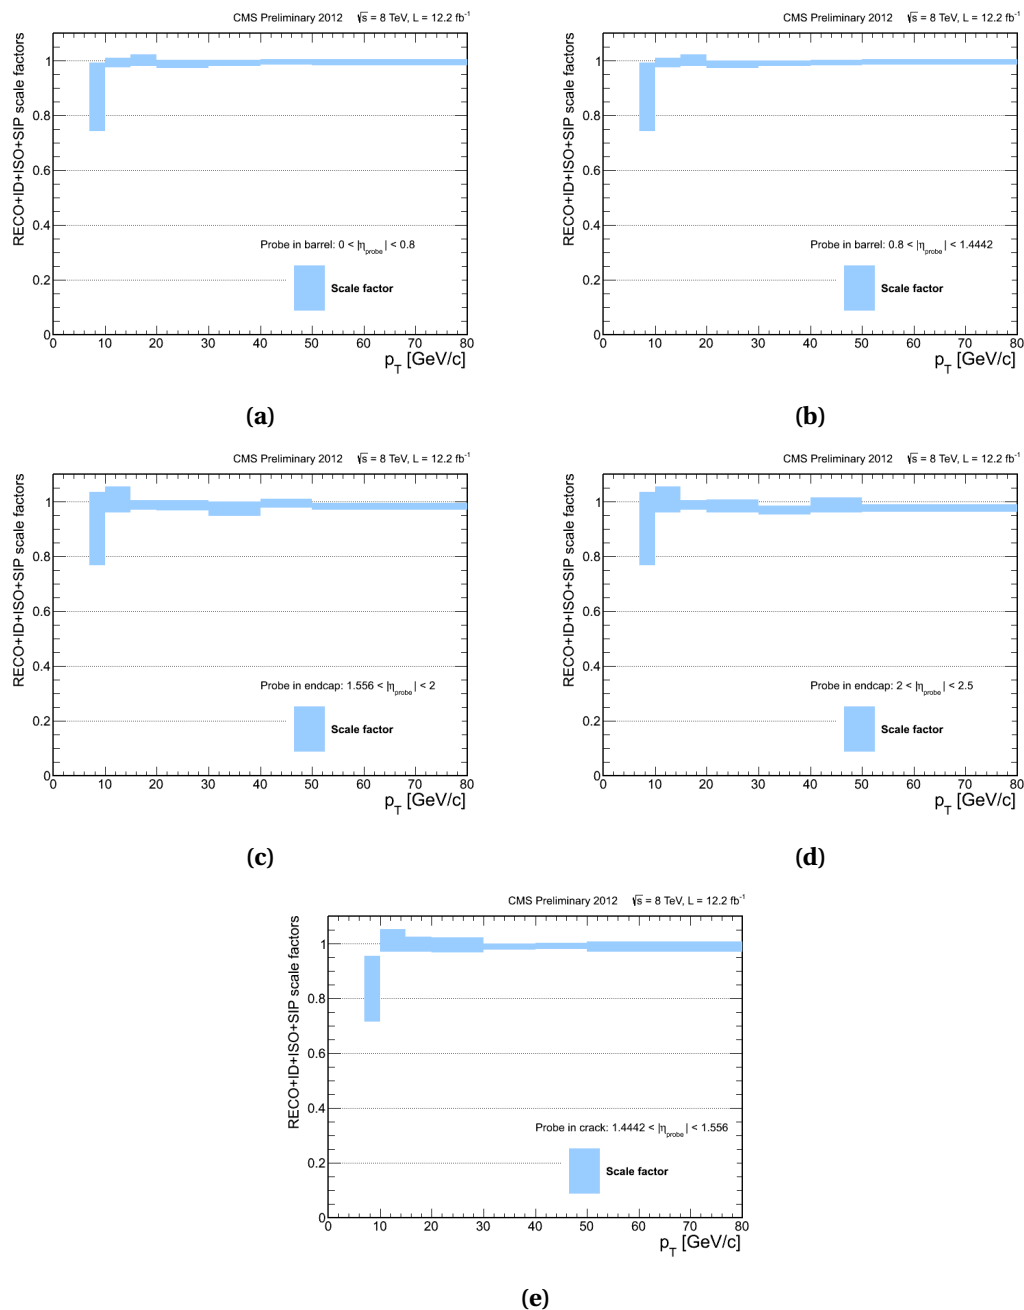 CMS Preliminary 2012 √s = 8 TeV, L = 12.2 fb⁻¹
RECO+ID+ISO+SIP scale factors
1
0.8
0.6
0.4
0.2
0
Probe in barrel: 0 < |η_probe| < 0.8
Scale factor
0 10 20 30 40 50 60 70 80
p_T [GeV/c]
(a)
CMS Preliminary 2012 √s = 8 TeV, L = 12.2 fb⁻¹
RECO+ID+ISO+SIP scale factors
1
0.8
0.6
0.4
0.2
0
Probe in barrel: 0.8 < |η_probe| < 1.4442
Scale factor
0 10 20 30 40 50 60 70 80
p_T [GeV/c]
(b)
CMS Preliminary 2012 √s = 8 TeV, L = 12.2 fb⁻¹
RECO+ID+ISO+SIP scale factors
1
0.8
0.6
0.4
0.2
0
Probe in endcap: 1.556 < |η_probe| < 2
Scale factor
0 10 20 30 40 50 60 70 80
p_T [GeV/c]
(c)
CMS Preliminary 2012 √s = 8 TeV, L = 12.2 fb⁻¹
RECO+ID+ISO+SIP scale factors
1
0.8
0.6
0.4
0.2
0
Probe in endcap: 2 < |η_probe| < 2.5
Scale factor
0 10 20 30 40 50 60 70 80
p_T [GeV/c]
(d)
CMS Preliminary 2012 √s = 8 TeV, L = 12.2 fb⁻¹
RECO+ID+ISO+SIP scale factors
1
0.8
0.6
0.4
0.2
0
Probe in crack: 1.4442 < |η_probe| < 1.556
Scale factor
0 10 20 30 40 50 60 70 80
p_T [GeV/c]
(e)